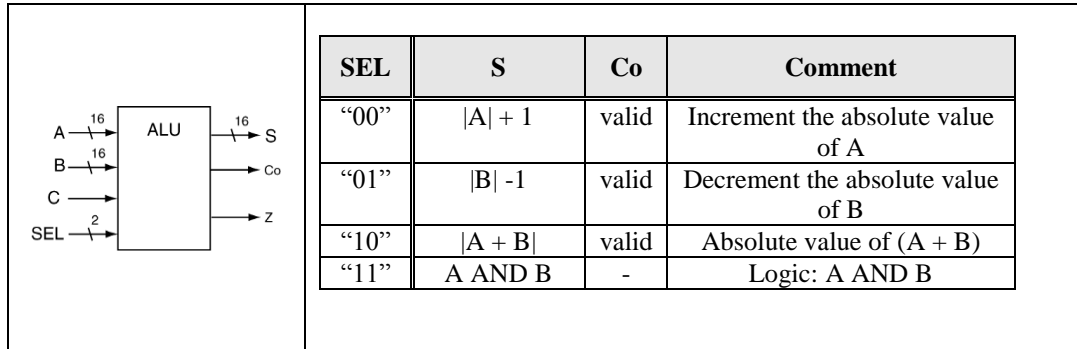 16
A
ALU
16
S
16
B
Co
C
2
Z
SEL
SEL S Co Comment
“00” |A| + 1 valid Increment the absolute value
of A
“01” |B| -1 valid Decrement the absolute value
of B
“10” |A + B| valid Absolute value of (A + B)
“11” A AND B - Logic: A AND B